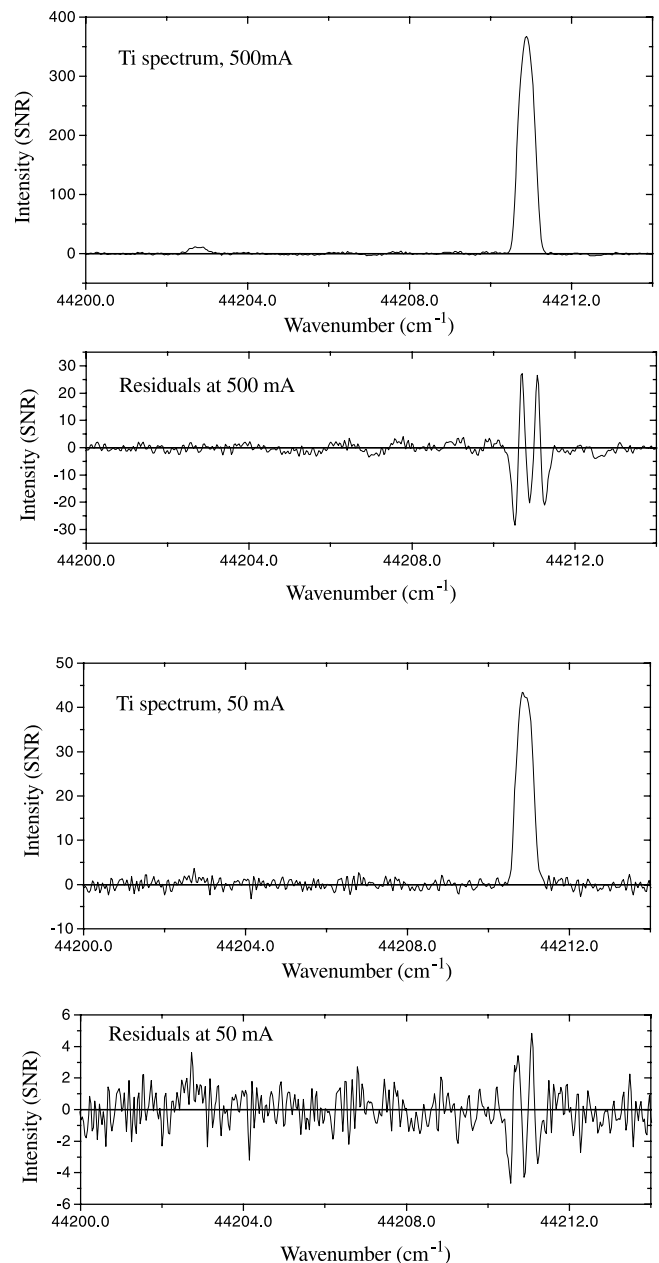 400
300
200
100
0
Intensity (SNR)
Ti spectrum, 500mA
44200.0 44204.0 44208.0 44212.0
Wavenumber (cm⁻¹)
30
20
10
0
-10
-20
-30
Intensity (SNR)
Residuals at 500 mA
44200.0 44204.0 44208.0 44212.0
Wavenumber (cm⁻¹)
50
40
30
20
10
0
-10
Intensity (SNR)
Ti spectrum, 50 mA
44200.0 44204.0 44208.0 44212.0
Wavenumber (cm⁻¹)
6
4
2
0
-2
-4
-6
Intensity (SNR)
Residuals at 50 mA
44200.0 44204.0 44208.0 44212.0
Wavenumber (cm⁻¹)